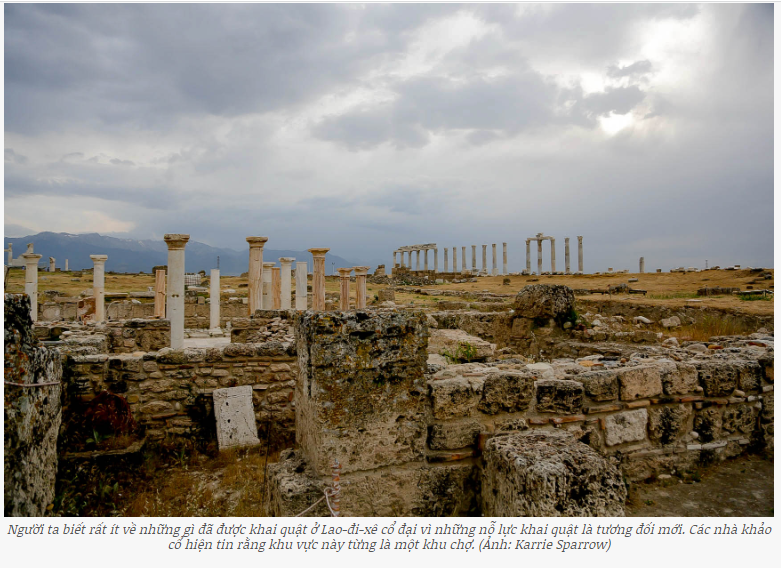 Người ta biết rất ít về những gì đã được khai quật ở Lao-đi-xê cổ đại vì những nỗ lực khai quật là tương đối mới. Các nhà khảo
cổ hiện tin rằng khu vực này từng là một khu chợ. (Ảnh: Karrie Sparrow)